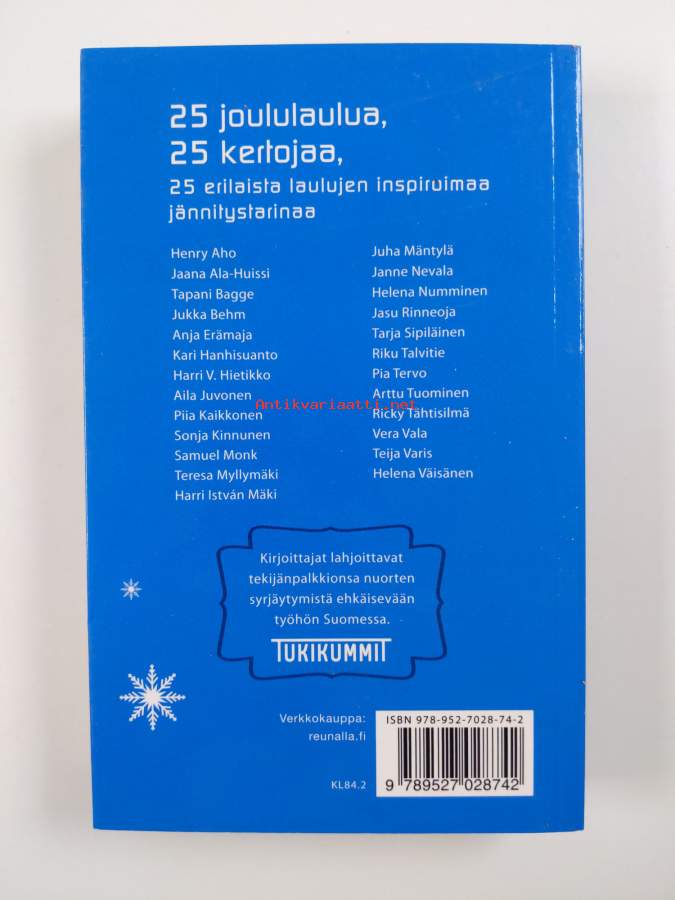 25 joululaulua,
25 kertojaa,
25 erilaista laulujen inspiroimaa
jännitystarinaa
Henry Aho
Jaana Ala-Huissi
Tapani Bagge
Jukka Behm
Anja Erämaja
Kari Hanhisuanto
Harri V. Hietikko
Aila Juvonen
Piia Kaikkonen
Sonja Kinnunen
Samuel Monk
Teresa Myllymäki
Harri István Mäki
Juha Mäntylä
Janne Nevala
Helena Numminen
Jasu Rinneoja
Tarja Sipiläinen
Riku Talvitie
Pia Tervo
Arttu Tuominen
Ricky Tähtisilmä
Vera Vala
Teija Varis
Helena Väisänen
Antikvariaatti.net
Kirjoittajat lahjoittavat
tekijänpalkkionsa nuorten
syrjäytymistä ehkäisevään
työhön Suomessa.
TUKIKUMMIT
Verkkokauppa:
reunalla.fi
KL84.2
ISBN 978-952-7028-74-2
9 789527 028742